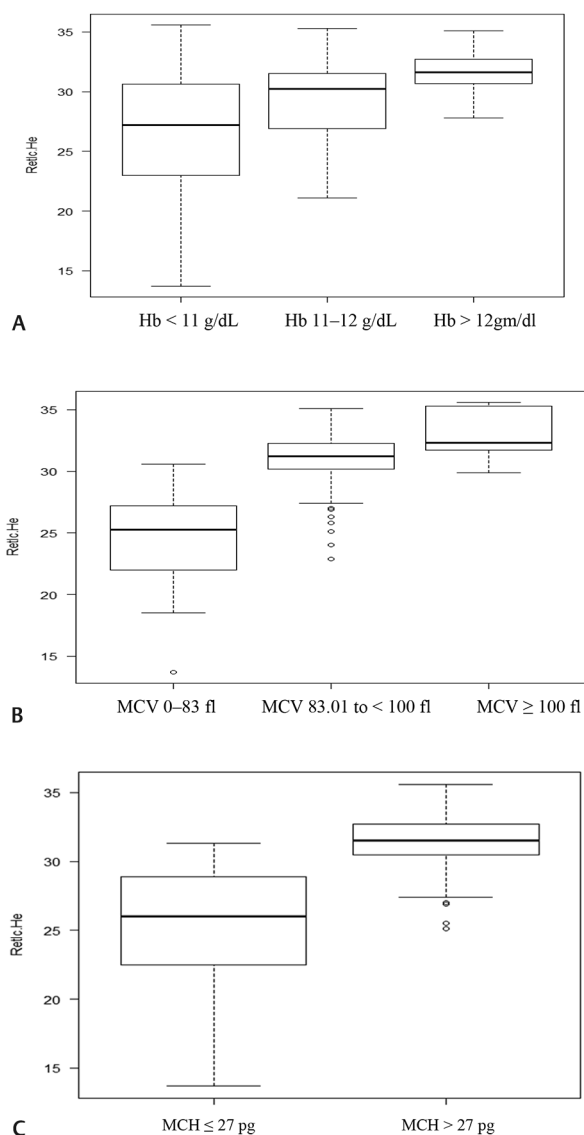 35
30
25
20
15
Retic.He
A
Hb < 11 g/dL
Hb 11–12 g/dL
Hb > 12gm/dl
35
30
25
20
15
Retic.He
B
MCV 0–83 fl
MCV 83.01 to < 100 fl
MCV ≥ 100 fl
35
30
25
20
15
Retic.He
C
MCH ≤ 27 pg
MCH > 27 pg